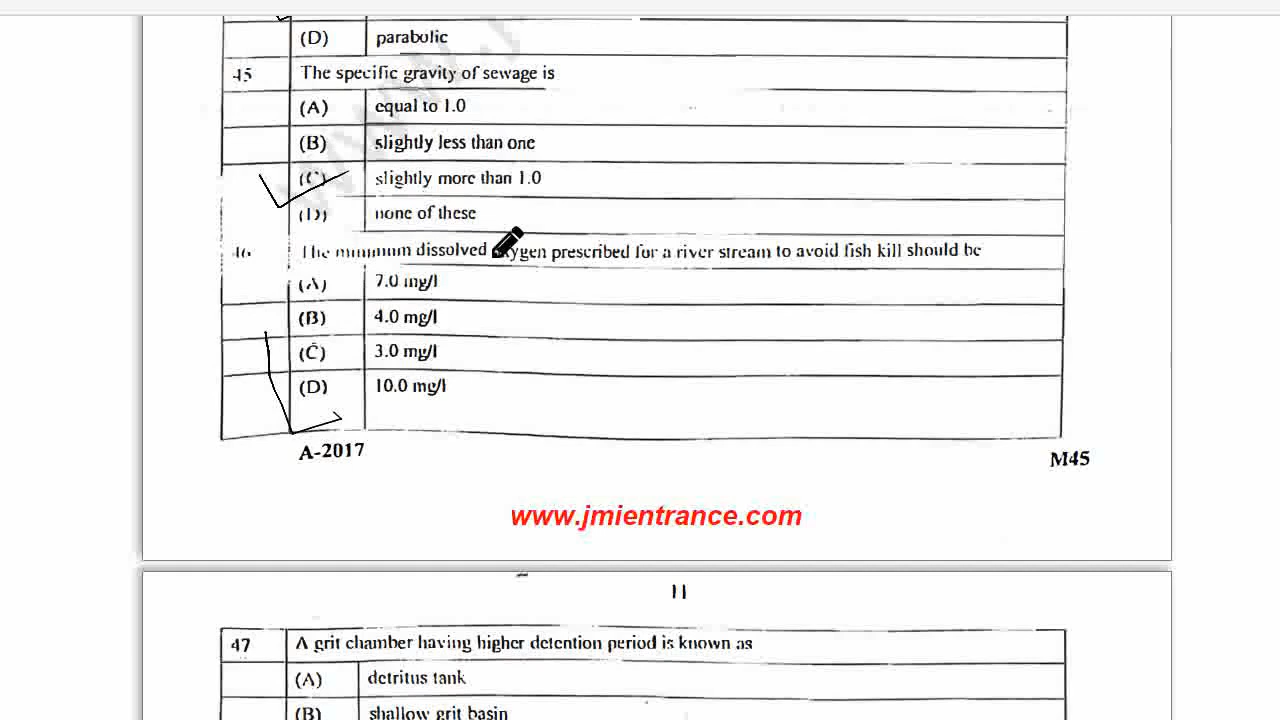 (D) parabolic
45 The specific gravity of sewage is
(A) equal to 1.0
(B) slightly less than one
(C) slightly more than 1.0
(D) none of these
46 The minimum dissolved oxygen prescribed for a river stream to avoid fish kill should be
(A) 7.0 mg/l
(B) 4.0 mg/l
(C) 3.0 mg/l
(D) 10.0 mg/l
A-2017 M45
www.jmientrance.com
11
47 A grit chamber having higher detention period is known as
(A) detritus tank
(B) shallow grit basin